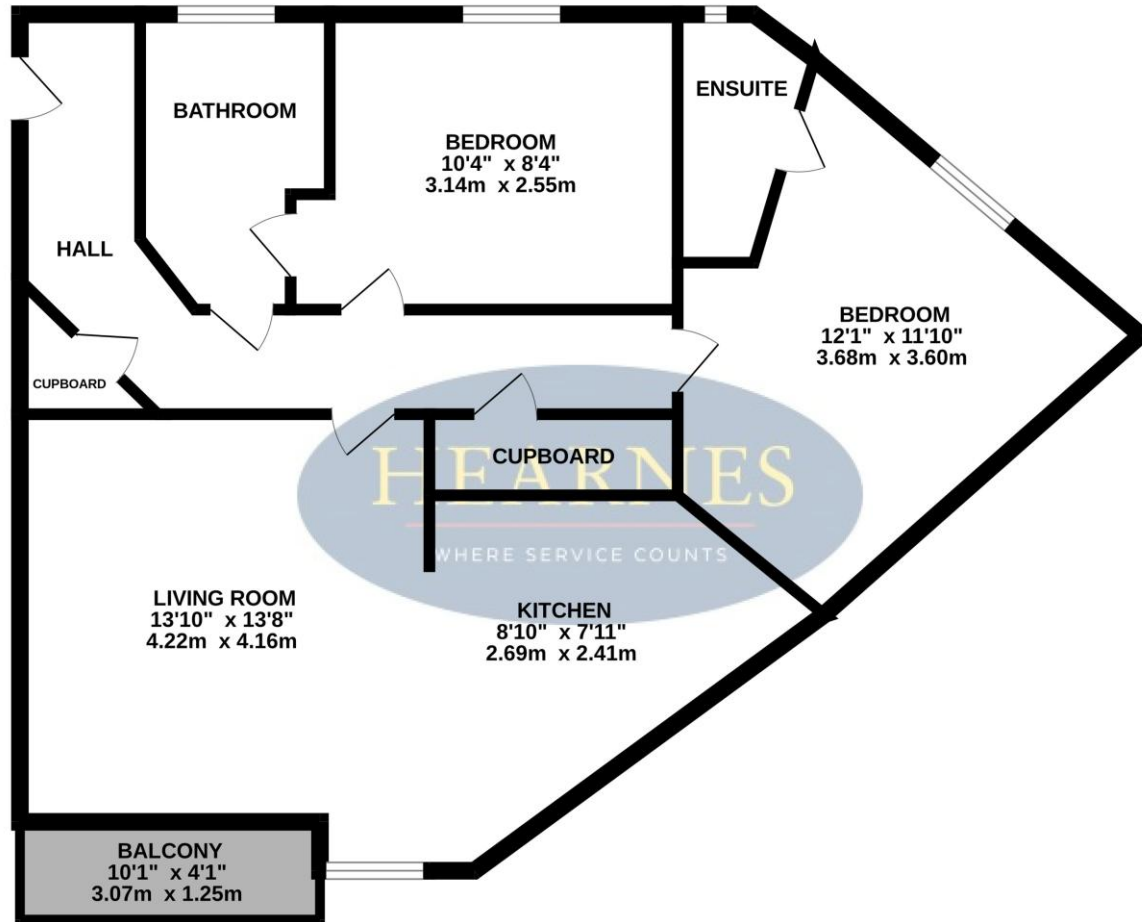 BATHROOM
BEDROOM
10'4" x 8'4"
3.14m x 2.55m
ENSUITE
HALL
BEDROOM
12'1" x 11'10"
3.68m x 3.60m
CUPBOARD
CUPBOARD
HEARNES
WHERE SERVICE COUNTS
LIVING ROOM
13'10" x 13'8"
4.22m x 4.16m
KITCHEN
8'10" x 7'11"
2.69m x 2.41m
BALCONY
10'1" x 4'1"
3.07m x 1.25m